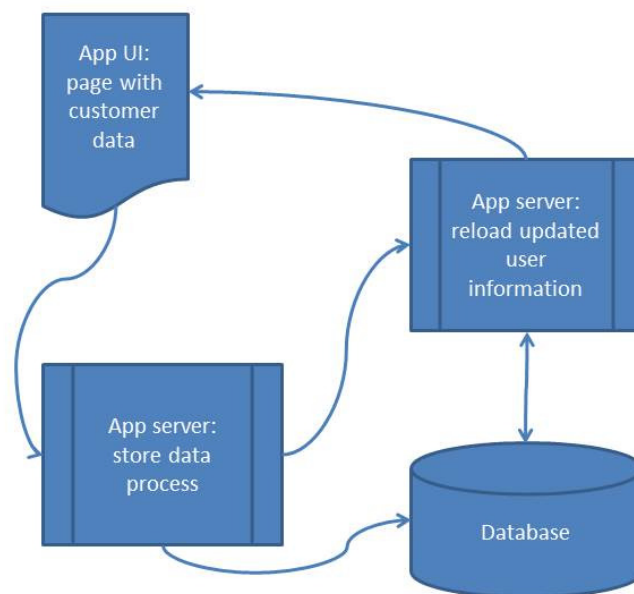 App UI:
page with
customer
data
App server:
reload updated
user
information
App server:
store data
process
Database